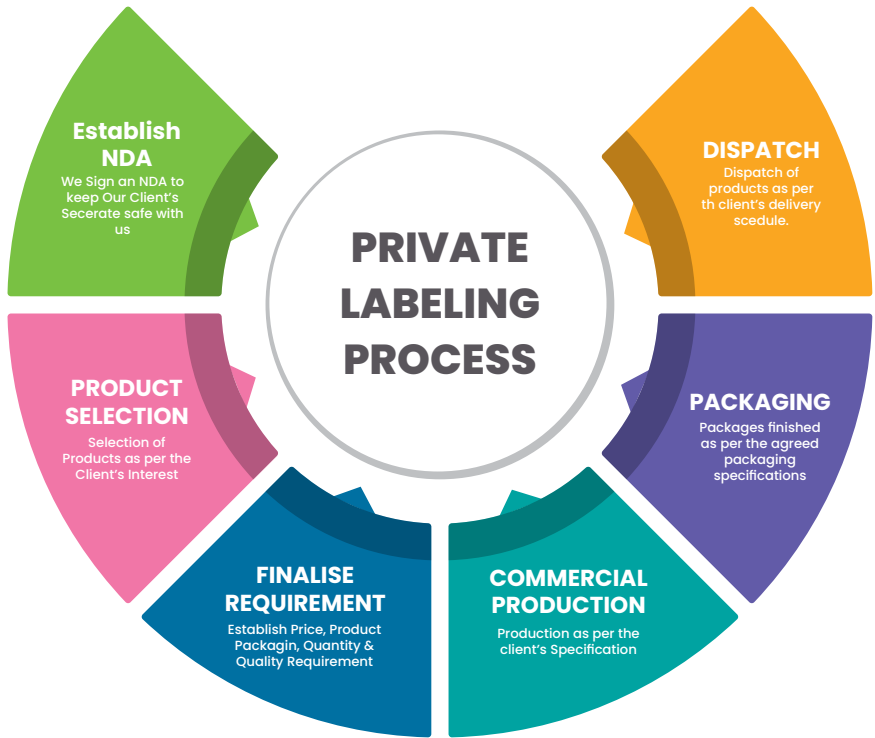 PRIVATE
LABELING
PROCESS
Establish
NDA
We Sign an NDA to
keep Our Client's
Secerate safe with
us
PRODUCT
SELECTION
Selection of
Products as per the
Client's Interest
FINALISE
REQUIREMENT
Establish Price, Product
Packagin, Quantity &
Quality Requirement
COMMERCIAL
PRODUCTION
Production as per the
client's Specification
PACKAGING
Packages finished
as per the agreed
packaging
specifications
DISPATCH
Dispatch of
products as per
th client's delivery
scedule.